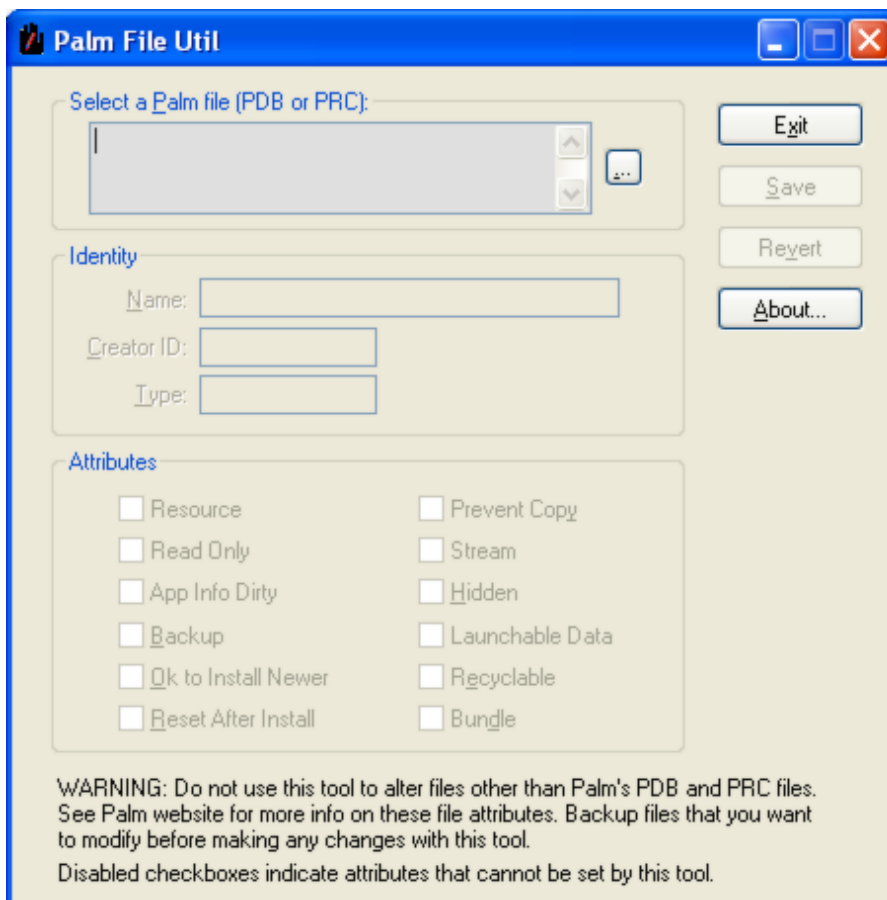 Palm File Util
Select a Palm file (PDB or PRC):
...
Exit
Save
Revert
About...
Identity
Name:
Creator ID:
Type:
Attributes
Resource
Prevent Copy
Read Only
Stream
App Info Dirty
Hidden
Backup
Launchable Data
Ok to Install Newer
Recyclable
Reset After Install
Bundle
WARNING: Do not use this tool to alter files other than Palm's PDB and PRC files.
See Palm website for more info on these file attributes. Backup files that you want
to modify before making any changes with this tool.
Disabled checkboxes indicate attributes that cannot be set by this tool.